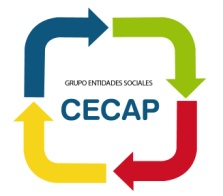 GRUPO ENTIDADES SOCIALES
CECAP